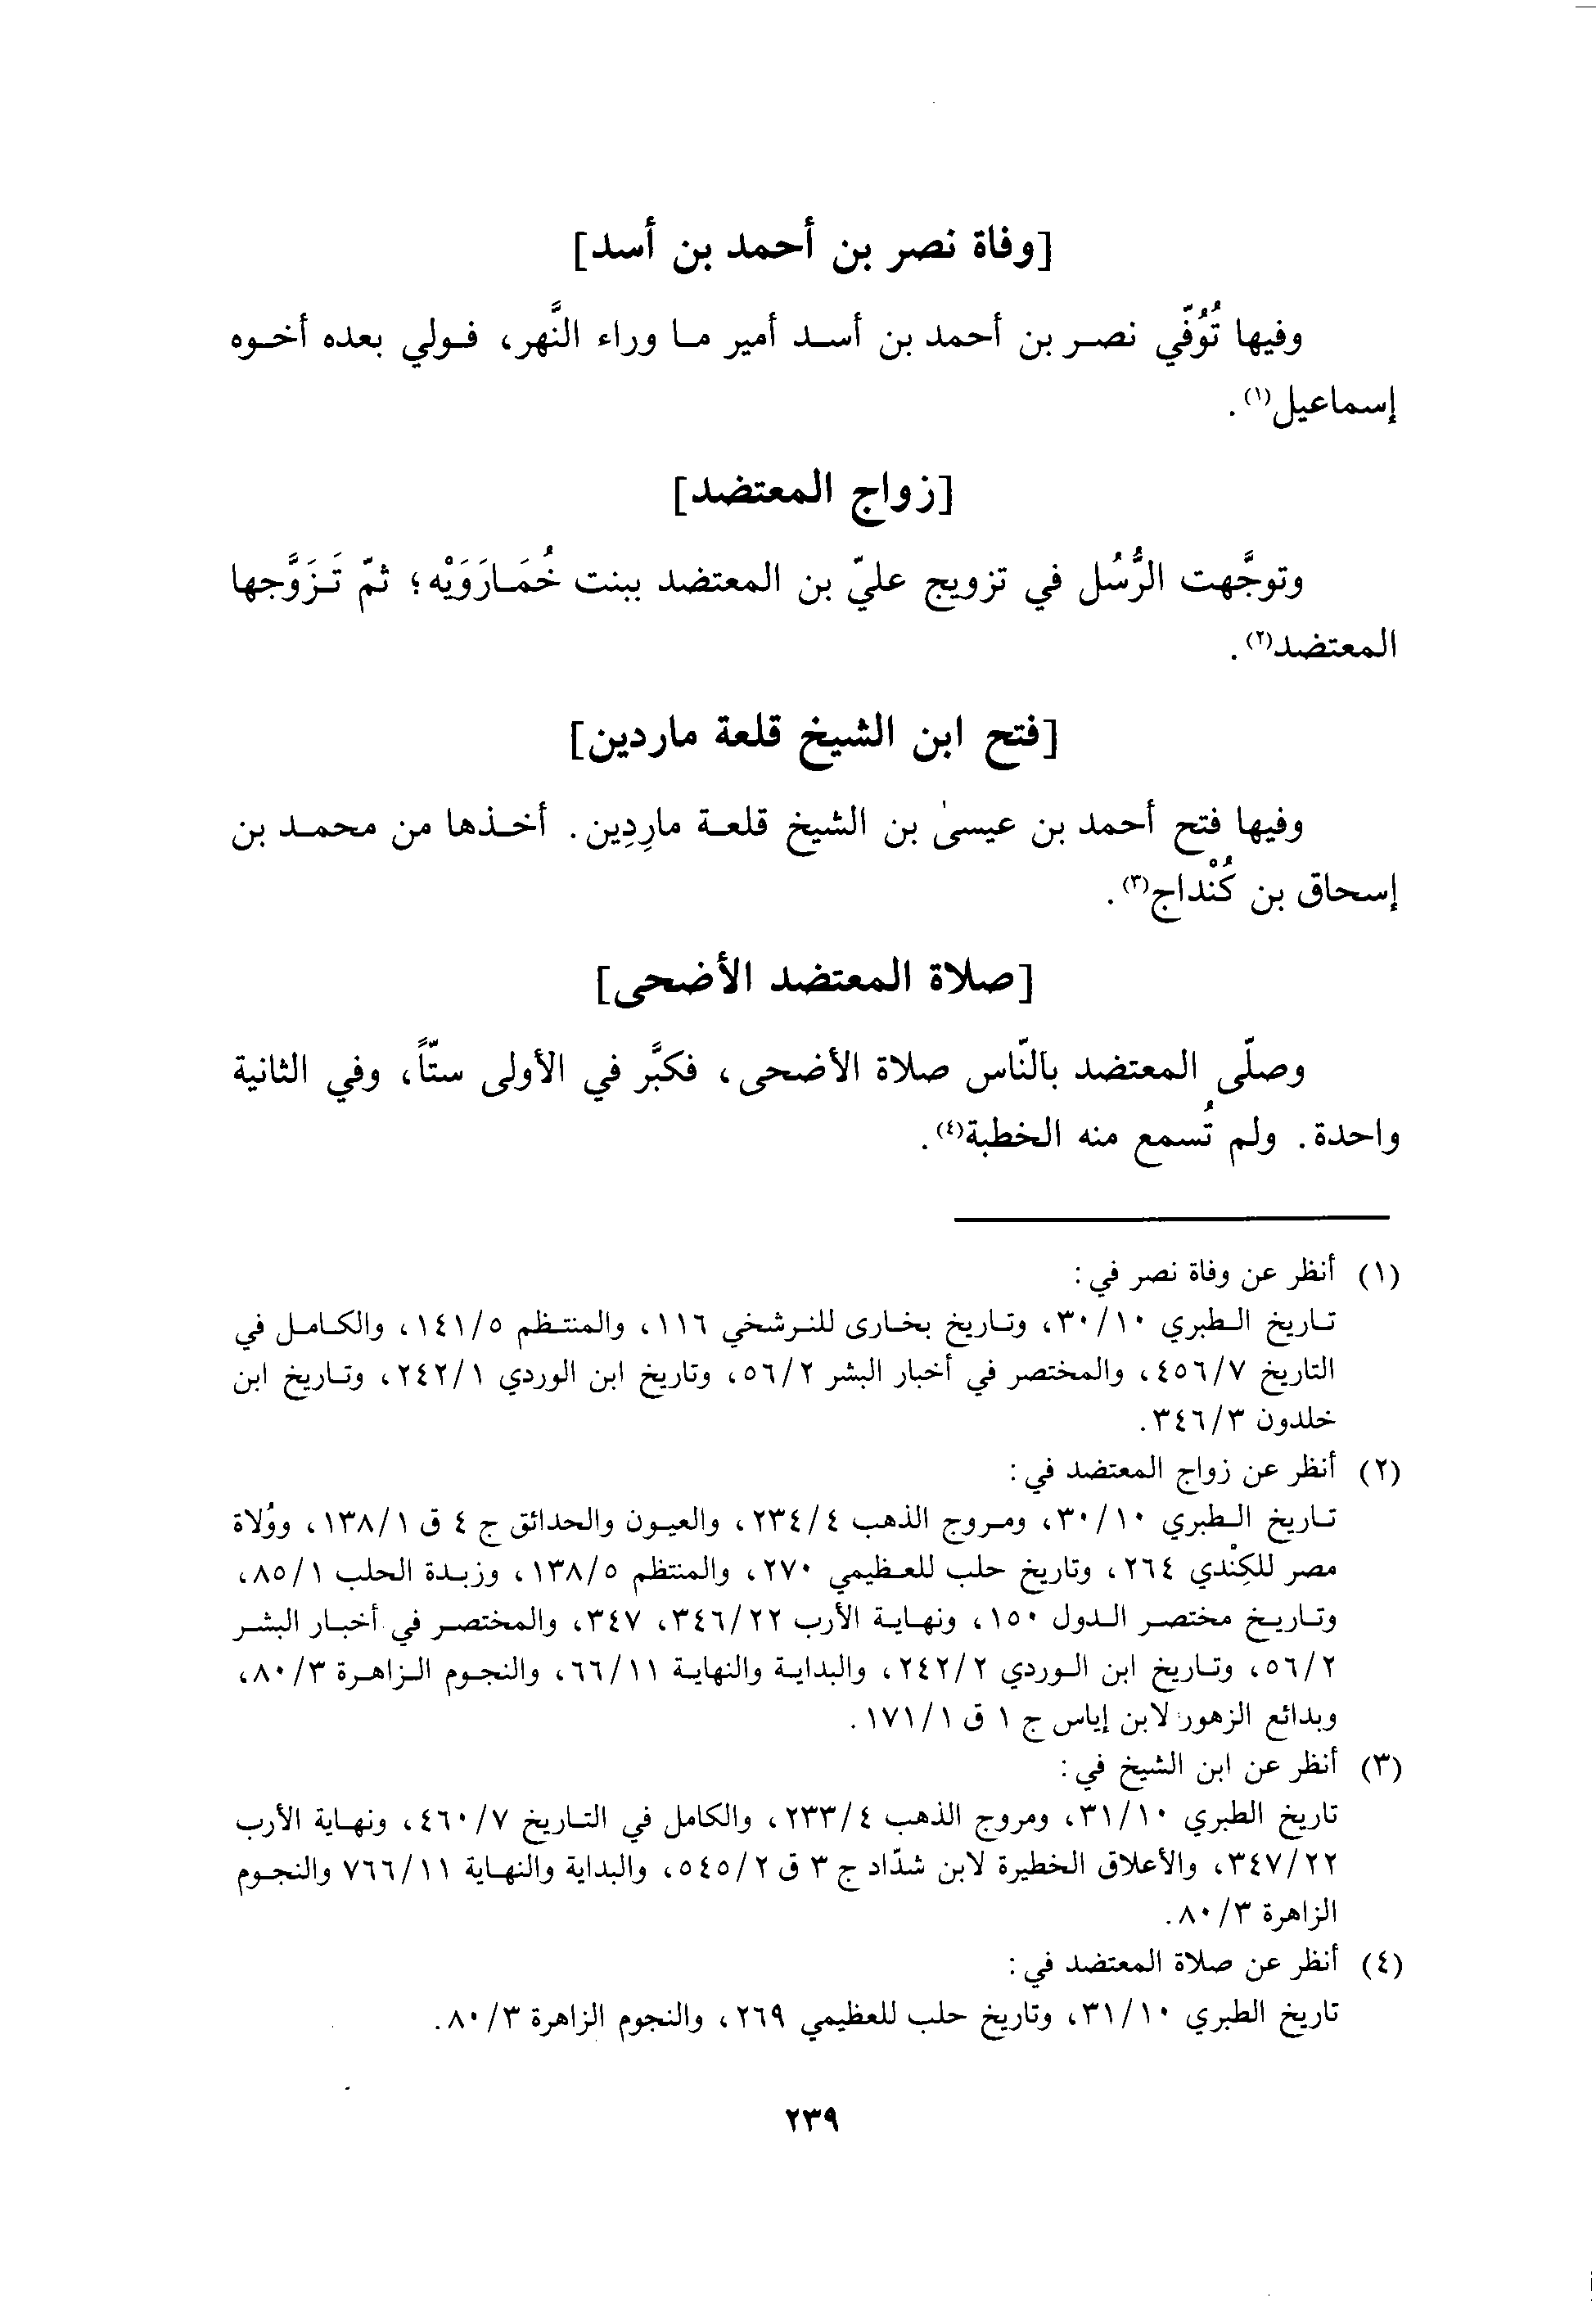 [وفاة نصر بن أحمد بن أسد]
وفيها تُوُفّي نصر بن أحمد بن أسد أمير ما وراء النَّهر، فولي بعده أخوه
إسماعيل(١).
[زواج المعتضد]
وتوجَّهت الرُّسُل في تزويج عليّ بن المعتضد ببنت خُمَارَوَيْه؛ ثمّ تَزَوَّجها
المعتضد(٢).
[فتح ابن الشيخ قلعة ماردين]
وفيها فتح أحمد بن عيسىٰ بن الشيخ قلعة مارِدِين. أخذها من محمد بن
إسحاق بن كُنْداج(٣).
[صلاة المعتضد الأضحى]
وصلّى المعتضد بالنّاس صلاة الأضحى، فكبَّر في الأولى ستّاً، وفي الثانية
واحدة. ولم تُسمع منه الخطبة(٤).
(١) أنظر عن وفاة نصر في:
تاريخ الطبري ٣٠/١٠، وتاريخ بخارى للنرشخي ١١٦، والمنتظم ١٤١/٥، والكامل في
التاريخ ٤٥٦/٧، والمختصر في أخبار البشر ٥٦/٢، وتاريخ ابن الوردي ٢٤٢/١، وتاريخ ابن
خلدون ٣٤٦/٣.
(٢) أنظر عن زواج المعتضد في:
تاريخ الطبري ٣٠/١٠، ومروج الذهب ٢٣٤/٤، والعيون والحدائق ج ٤ ق ١٣٨/١، ووُلاة
مصر للكِنْدي ٢٦٤، وتاريخ حلب للعظيمي ٢٧٠، والمنتظم ١٣٨/٥، وزبدة الحلب ٨٥/١،
وتاريخ مختصر الدول ١٥٠، ونهاية الأرب ٣٤٦/٢٢، ٣٤٧، والمختصر في أخبار البشر
٥٦/٢، وتاريخ ابن الوردي ٢٤٢/٢، والبداية والنهاية ٦٦/١١، والنجوم الزاهرة ٨٠/٣،
وبدائع الزهور لابن إياس ج ١ ق ١٧١/١.
(٣) أنظر عن ابن الشيخ في:
تاريخ الطبري ٣١/١٠، ومروج الذهب ٢٣٣/٤، والكامل في التاريخ ٤٦٠/٧، ونهاية الأرب
٣٤٧/٢٢، والأعلاق الخطيرة لابن شدّاد ج ٣ ق ٥٤٥/٢، والبداية والنهاية ٧٦٦/١١ والنجوم
الزاهرة ٨٠/٣.
(٤) أنظر عن صلاة المعتضد في:
تاريخ الطبري ٣١/١٠، وتاريخ حلب للعظيمي ٢٦٩، والنجوم الزاهرة ٨٠/٣.
٢٣٩